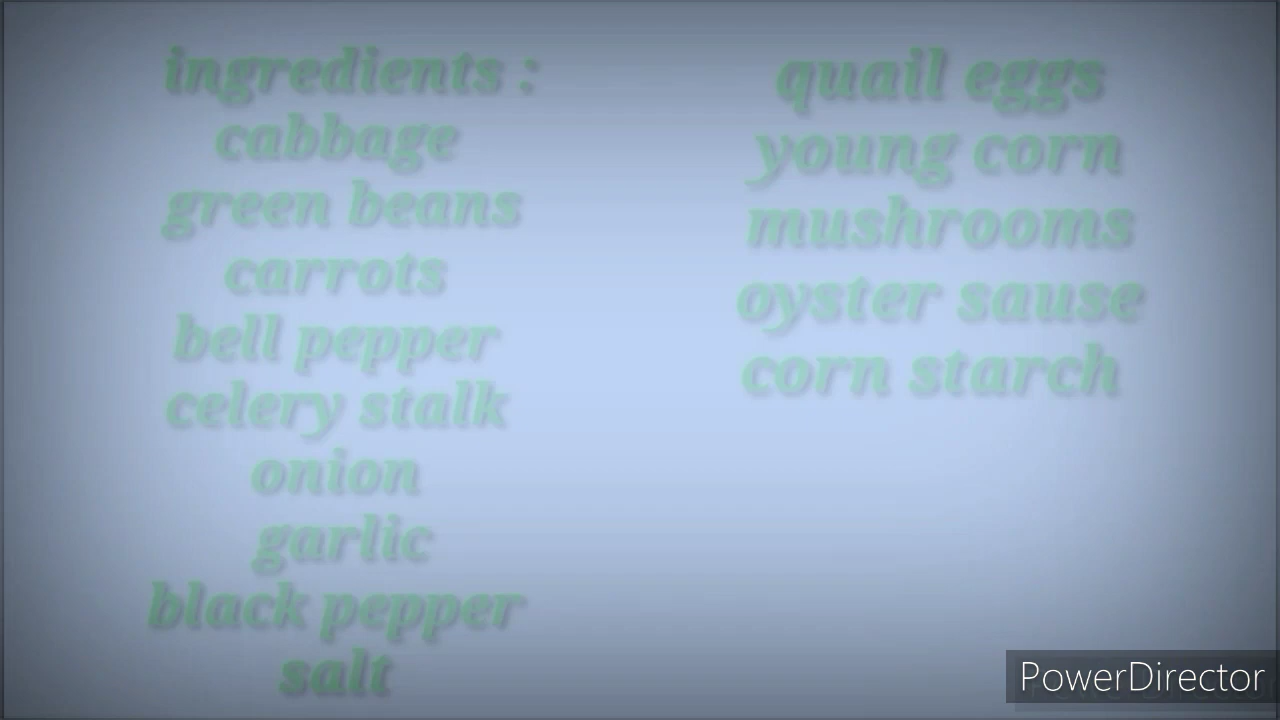 ingredients :
cabbage
green beans
carrots
bell pepper
celery stalk
onion
garlic
black pepper
salt
quail eggs
young corn
mushrooms
oyster sause
corn starch
PowerDirector